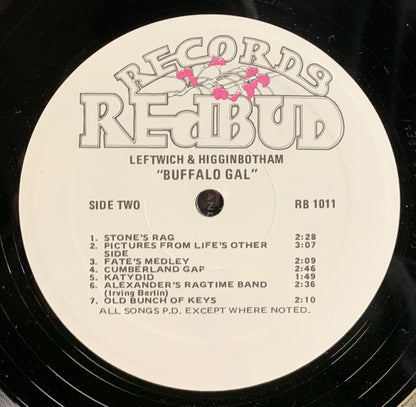 RECORDS
REdBUD
LEFTWICH & HIGGINBOTHAM
"BUFFALO GAL"
SIDE TWO RB 1011
1. STONE'S RAG 2:28
2. PICTURES FROM LIFE'S OTHER 3:07
SIDE
3. FATE'S MEDLEY 2:09
4. CUMBERLAND GAP 2:46
5. KATYDID 1:49
6. ALEXANDER'S RAGTIME BAND 2:36
(Irving Berlin)
7. OLD BUNCH OF KEYS 2:10
ALL SONGS P.D. EXCEPT WHERE NOTED.